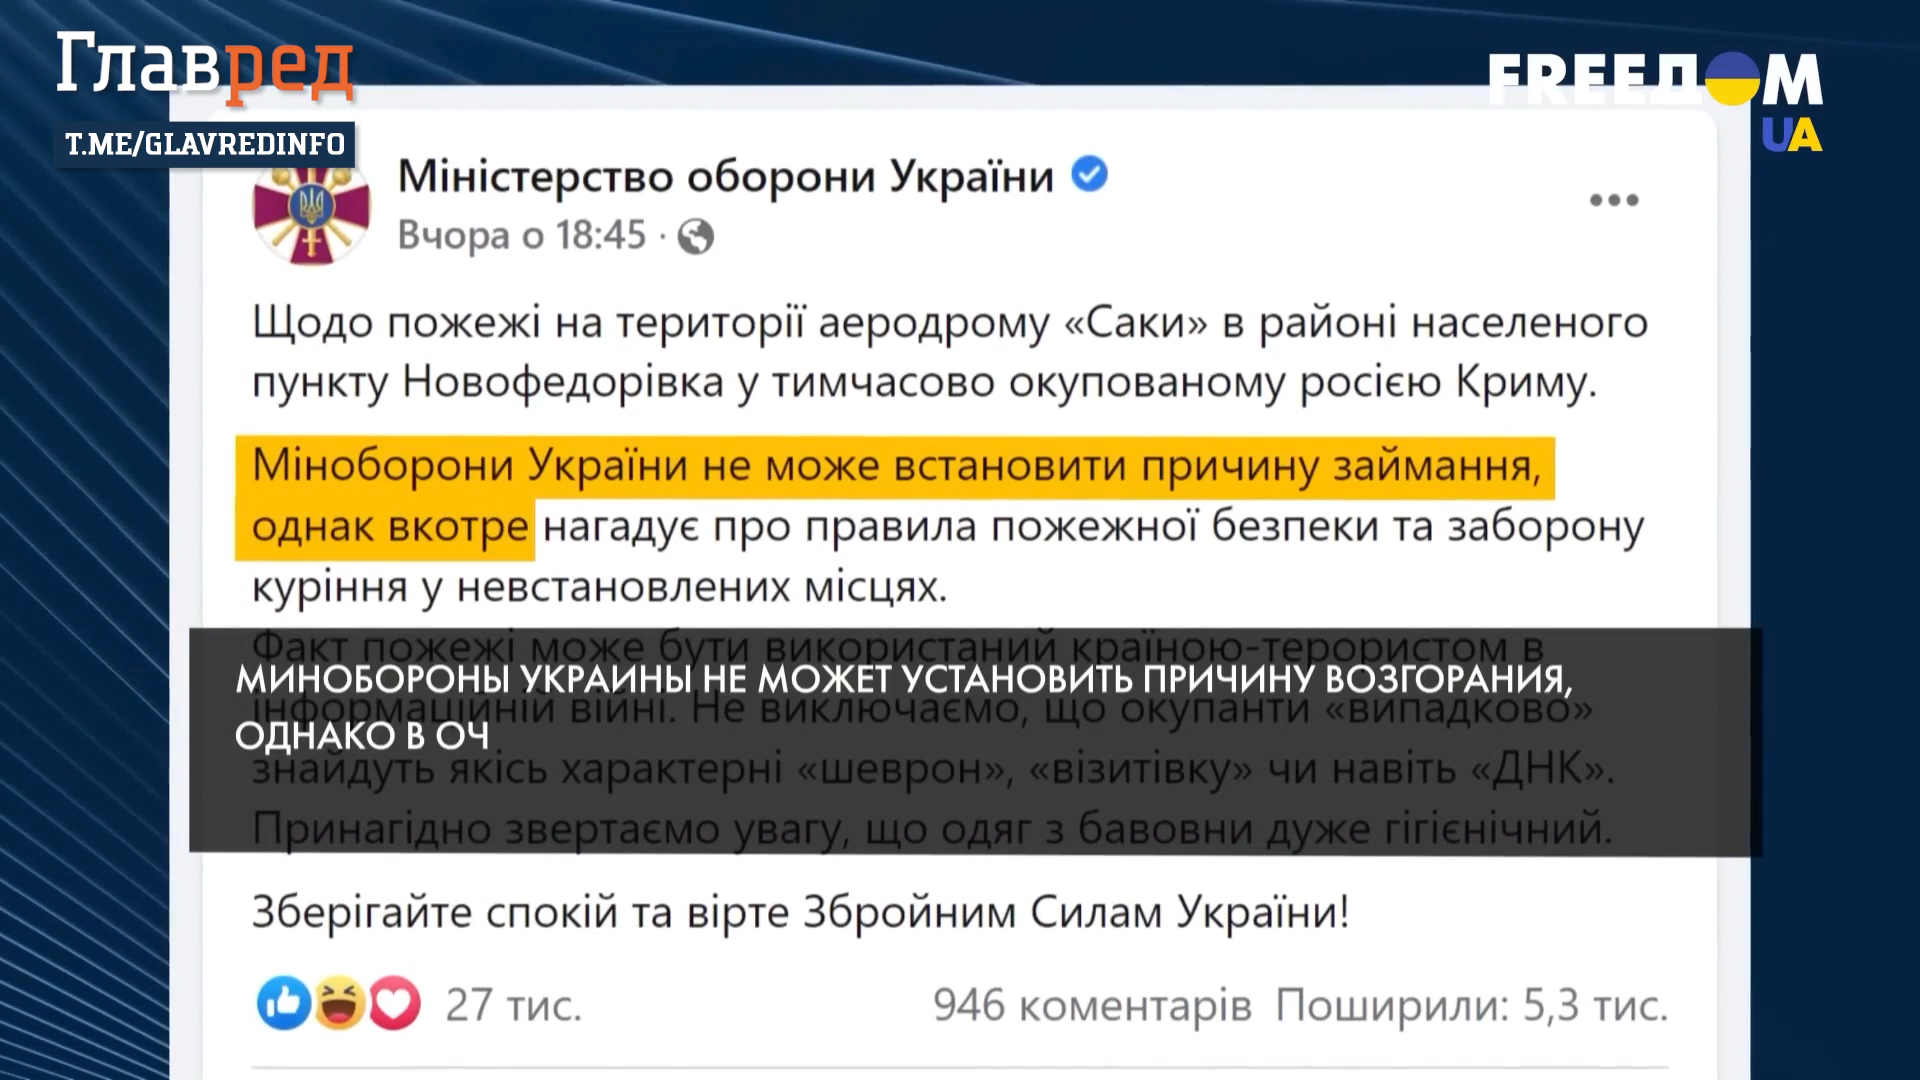 Главред
T.ME/GLAVREDINFO
FREEДOM
UA
Міністерство оборони України
Вчора о 18:45 ·
Щодо пожежі на території аеродрому «Саки» в районі населеного
пункту Новофедорівка у тимчасово окупованому росією Криму.
Міноборони України не може встановити причину займання,
однак вкотре нагадує про правила пожежної безпеки та заборону
куріння у невстановлених місцях.
Факт пожежі може бути використаний країною-терористом в
МИНОБОРОНЫ УКРАИНЫ НЕ МОЖЕТ УСТАНОВИТЬ ПРИЧИНУ ВОЗГОРАНИЯ,
інформаційній війні. Не виключаємо, що окупанти «випадково»
ОДНАКО В ОЧ
знайдуть якісь характерні «шеврон», «візитівку» чи навіть «ДНК».
Принагідно звертаємо увагу, що одяг з бавовни дуже гігієнічний.
Зберігайте спокій та вірте Збройним Силам України!
27 тис.
946 коментарів Поширили: 5,3 тис.